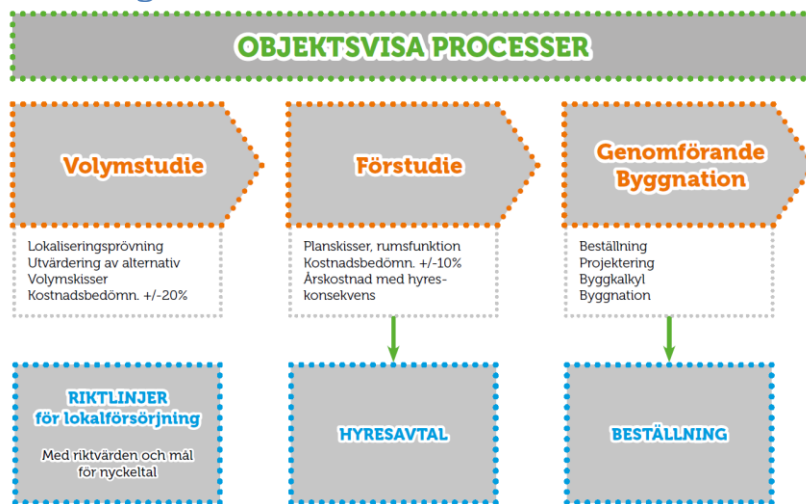 OBJEKTSVISA PROCESSER
Volymstudie
Förstudie
Genomförande
Byggnation
Lokaliseringsprövning
Utvärdering av alternativ
Volymskisser
Kostnadsbedömn. +/-20%
Planskisser, rumsfunktion
Kostnadsbedömn. +/-10%
Årskostnad med hyres-
konsekvens
Beställning
Projektering
Byggkalkyl
Byggnation
RIKTLINJER
för lokalförsörjning
Med riktvärden och mål
för nyckeltal
HYRESAVTAL
BESTÄLLNING